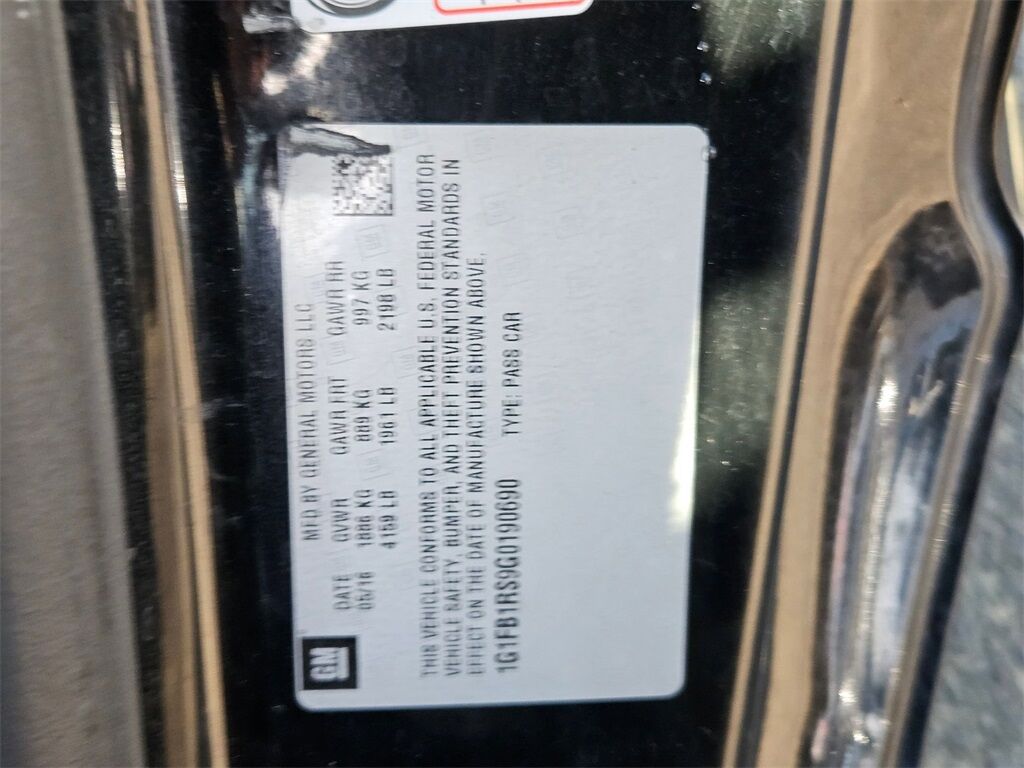 GM
MFD BY GENERAL MOTORS LLC
DATE GVWR GAWR FRT GAWR RR
05/16 1886 KG 889 KG 997 KG
4159 LB 1961 LB 2198 LB
THIS VEHICLE CONFORMS TO ALL APPLICABLE U.S. FEDERAL MOTOR
VEHICLE SAFETY, BUMPER, AND THEFT PREVENTION STANDARDS IN
EFFECT ON THE DATE OF MANUFACTURE SHOWN ABOVE.
1G1FB1RS9G0190690 TYPE: PASS CAR